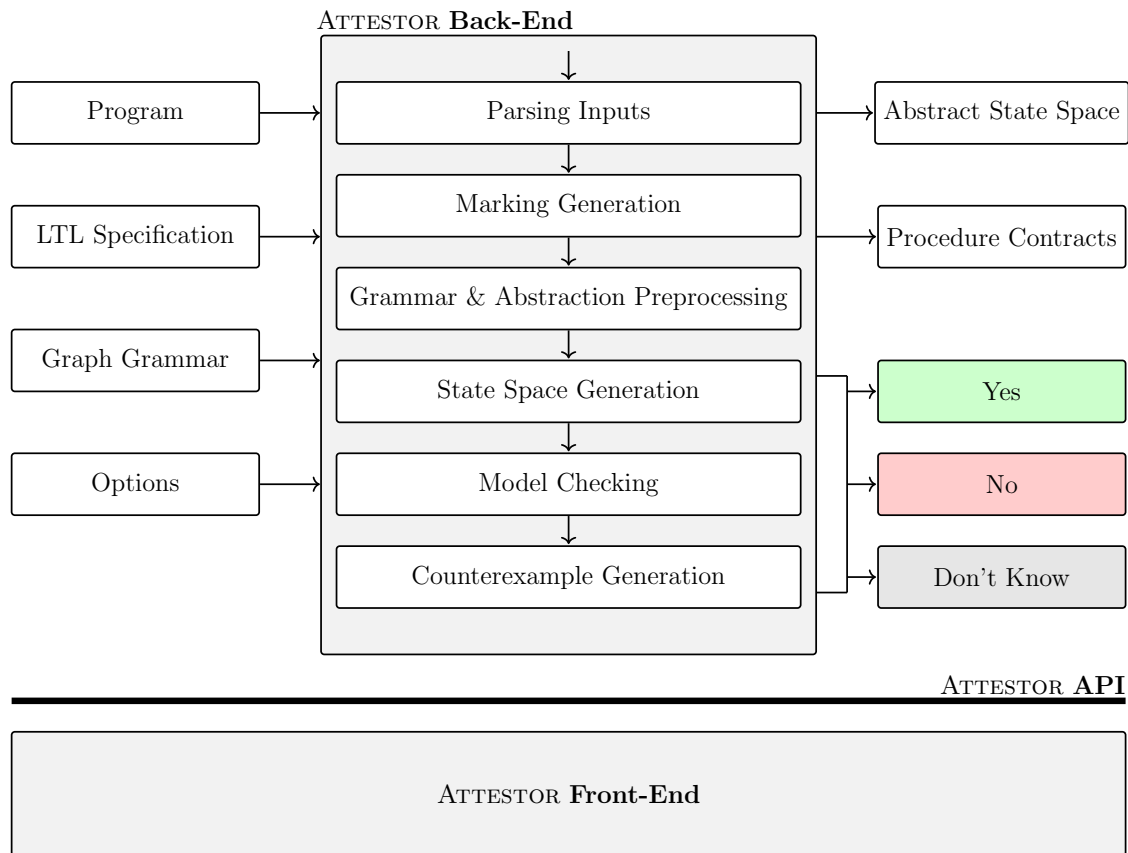 ATTESTOR Back-End
Program
Parsing Inputs
Abstract State Space
Marking Generation
LTL Specification
Procedure Contracts
Grammar & Abstraction Preprocessing
Graph Grammar
State Space Generation
Yes
Options
Model Checking
No
Counterexample Generation
Don't Know
ATTESTOR API
ATTESTOR Front-End